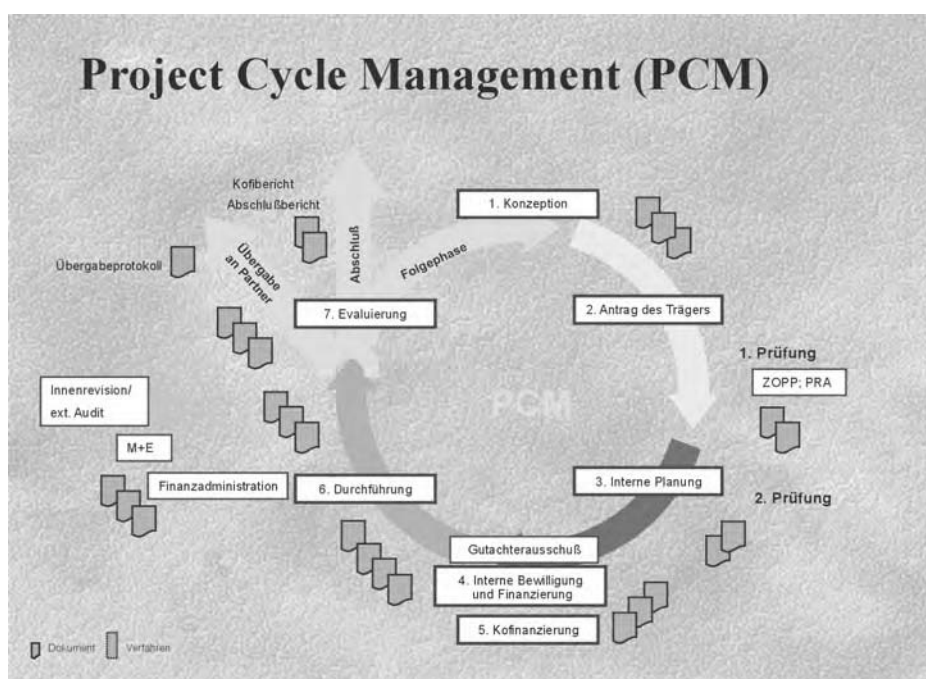 Project Cycle Management (PCM)
Kofibericht
Abschlußbericht
1. Konzeption
Übergabeprotokoll
Übergabe
an Partner
Abschluß
Folgephase
7. Evaluierung
2. Antrag des Trägers
1. Prüfung
ZOPP; PRA
PCM
Innenrevision/
ext. Audit
M+E
Finanzadministration
6. Durchführung
3. Interne Planung
2. Prüfung
Gutachterausschuß
4. Interne Bewilligung
und Finanzierung
5. Kofinanzierung
Dokument
Verfahren